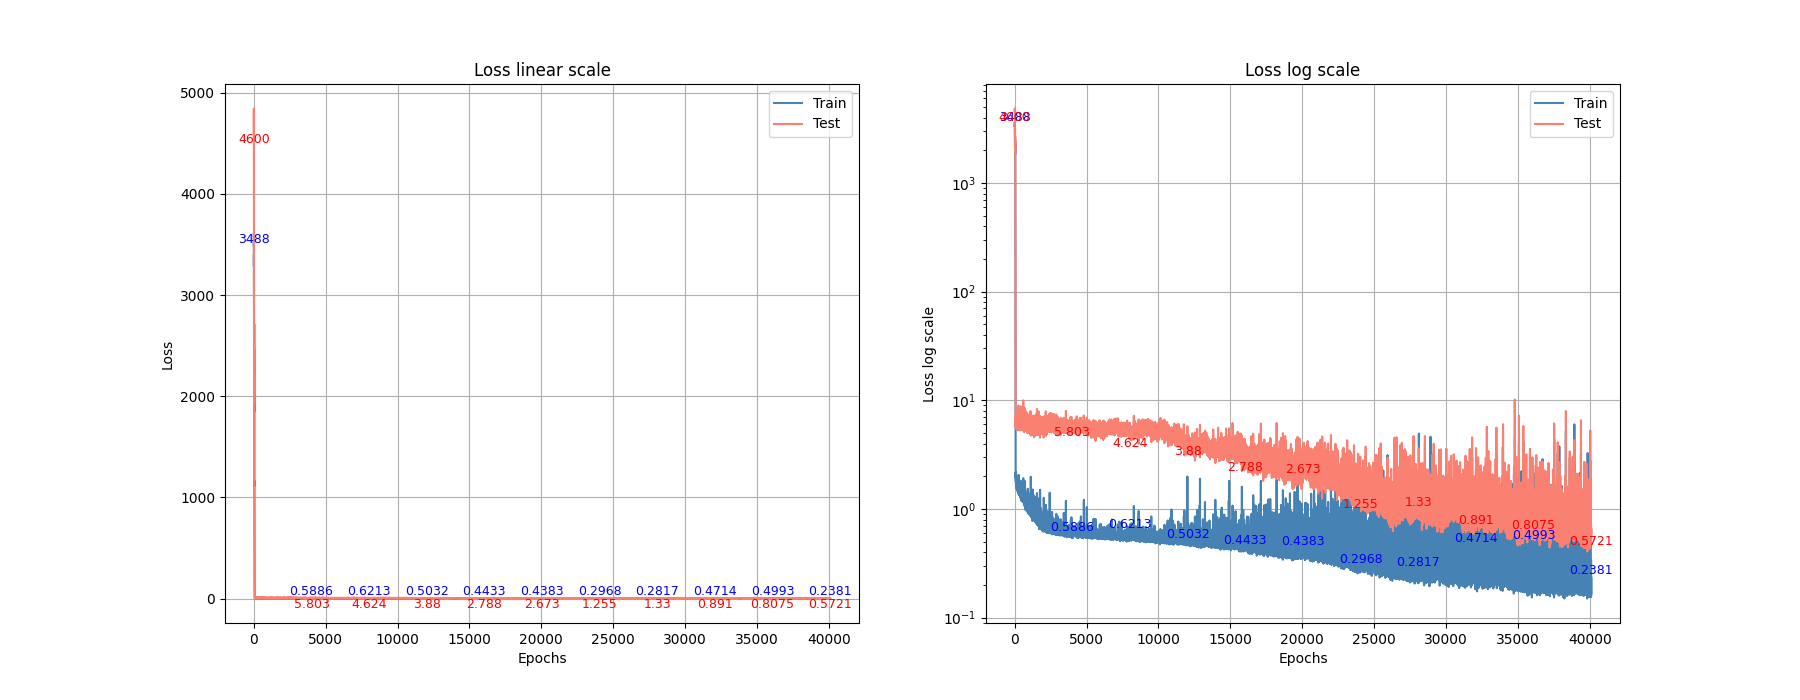 Loss linear scale
5000
4000
3000
2000
1000
0
Loss
Train
Test
4600
3488
0.5886 0.6213 0.5032 0.4433 0.4383 0.2968 0.2817 0.4714 0.4993 0.2381
5.803 4.624 3.88 2.788 2.673 1.255 1.33 0.891 0.8075 0.5721
0 5000 10000 15000 20000 25000 30000 35000 40000
Epochs
Loss log scale
Train
Test
3488
10³
10²
10¹
10⁰
10⁻¹
Loss log scale
5.803 4.624 3.88 2.788 2.673 1.255 1.33 0.891 0.8075 0.5721
0.5886 0.6213 0.5032 0.4433 0.4383 0.2968 0.2817 0.4714 0.4993 0.2381
0 5000 10000 15000 20000 25000 30000 35000 40000
Epochs